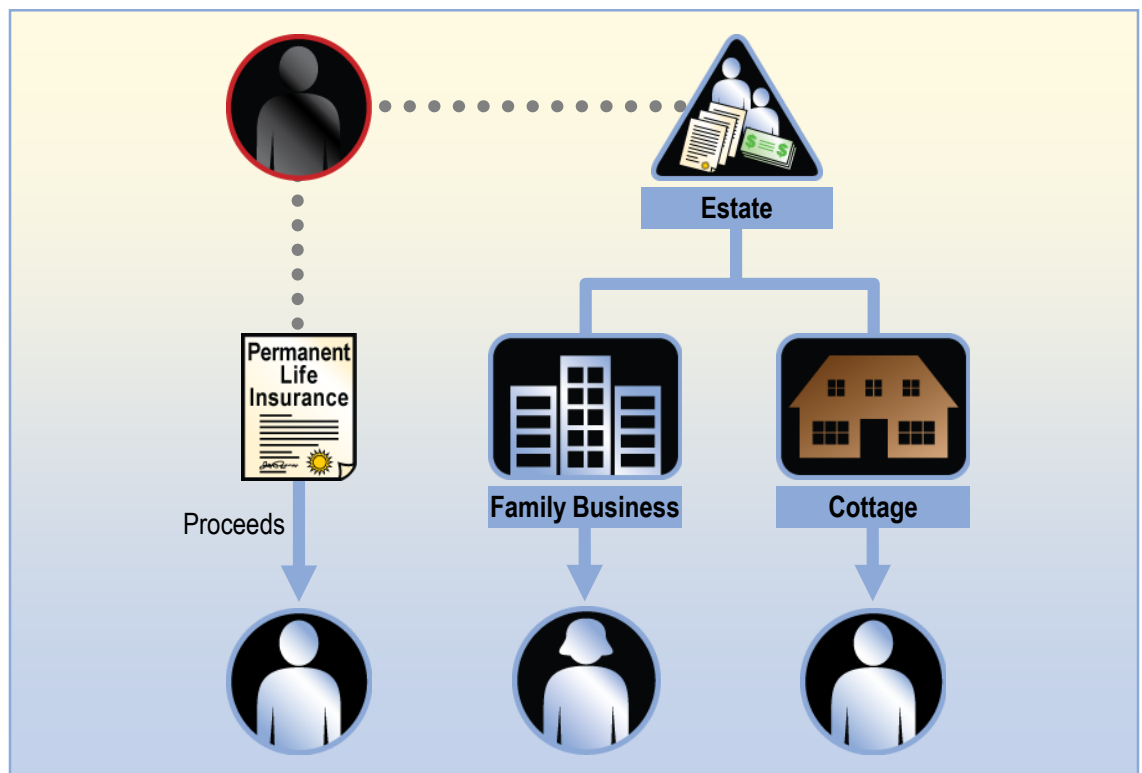 Estate
Permanent
Life
Insurance
Proceeds
Family Business
Cottage
$ = $